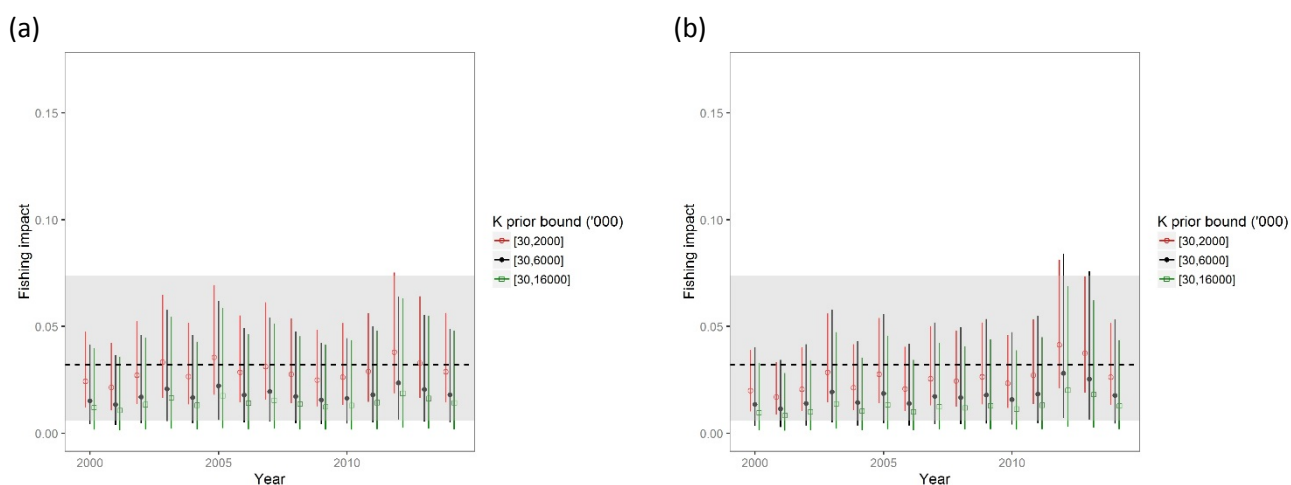 (a)
0.15
0.10
0.05
0.00
Fishing impact
2000
2005
2010
Year
K prior bound ('000)
[30,2000]
[30,6000]
[30,16000]
(b)
0.15
0.10
0.05
0.00
Fishing impact
2000
2005
2010
Year
K prior bound ('000)
[30,2000]
[30,6000]
[30,16000]